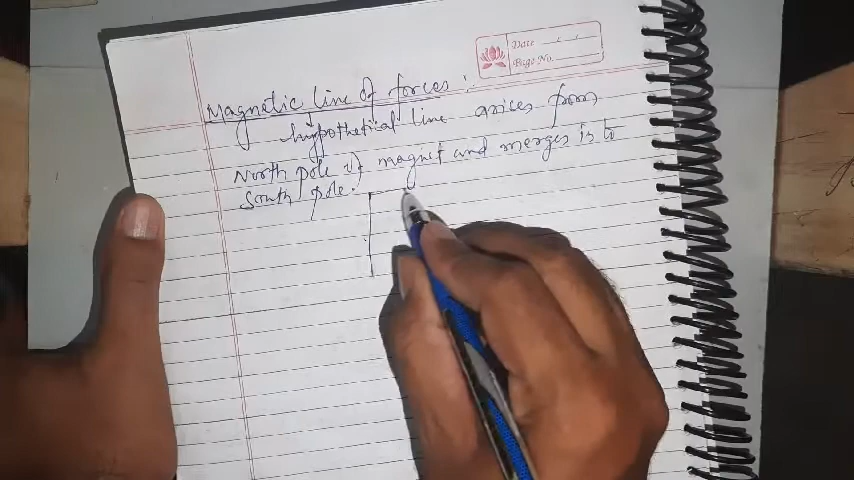 Date
Page No.
Magnetic line of forces :
hypothetical line arices from
North pole of magnet and merges is to
South pole.